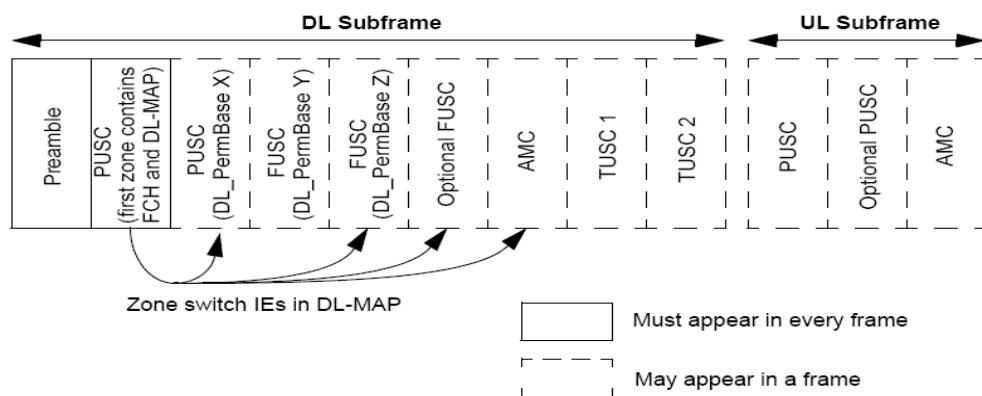 DL Subframe
UL Subframe
Preamble
PUSC
(first zone contains
FCH and DL-MAP)
PUSC
(DL_PermBase X)
FUSC
(DL_PermBase Y)
FUSC
(DL_PermBase Z)
Optional FUSC
AMC
TUSC 1
TUSC 2
PUSC
Optional PUSC
AMC
Zone switch IEs in DL-MAP
Must appear in every frame
May appear in a frame